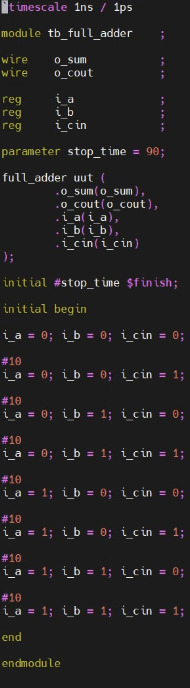 `timescale 1ns / 1ps
module tb_full_adder ;
wire o_sum ;
wire o_cout ;
reg i_a ;
reg i_b ;
reg i_cin ;
parameter stop_time = 90;
full_adder uut (
.o_sum(o_sum),
.o_cout(o_cout),
.i_a(i_a),
.i_b(i_b),
.i_cin(i_cin)
);
initial #stop_time $finish;
initial begin
i_a = 0; i_b = 0; i_cin = 0;
#10
i_a = 0; i_b = 0; i_cin = 1;
#10
i_a = 0; i_b = 1; i_cin = 0;
#10
i_a = 0; i_b = 1; i_cin = 1;
#10
i_a = 1; i_b = 0; i_cin = 0;
#10
i_a = 1; i_b = 0; i_cin = 1;
#10
i_a = 1; i_b = 1; i_cin = 0;
#10
i_a = 1; i_b = 1; i_cin = 1;
end
endmodule